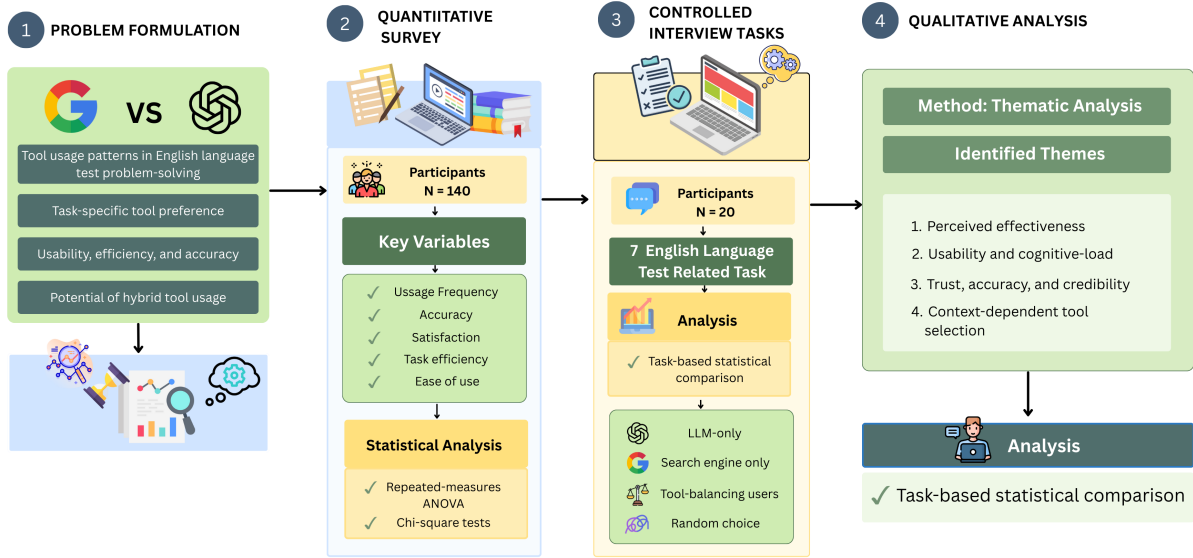 1 PROBLEM FORMULATION
VS
Tool usage patterns in English language
test problem-solving
Task-specific tool preference
Usability, efficiency, and accuracy
Potential of hybrid tool usage
2 QUANTIITATIVE
SURVEY
Participants
N = 140
Key Variables
✓ Ussage Frequency
✓ Accuracy
✓ Satisfaction
✓ Task efficiency
✓ Ease of use
Statistical Analysis
✓ Repeated-measures
ANOVA
✓ Chi-square tests
3 CONTROLLED
INTERVIEW TASKS
Participants
N = 20
7 English Language
Test Related Task
Analysis
✓ Task-based statistical
comparison
LLM-only
Search engine only
Tool-balancing users
Random choice
4 QUALITATIVE ANALYSIS
Method: Thematic Analysis
Identified Themes
1. Perceived effectiveness
2. Usability and cognitive-load
3. Trust, accuracy, and credibility
4. Context-dependent tool
selection
Analysis
✓ Task-based statistical comparison